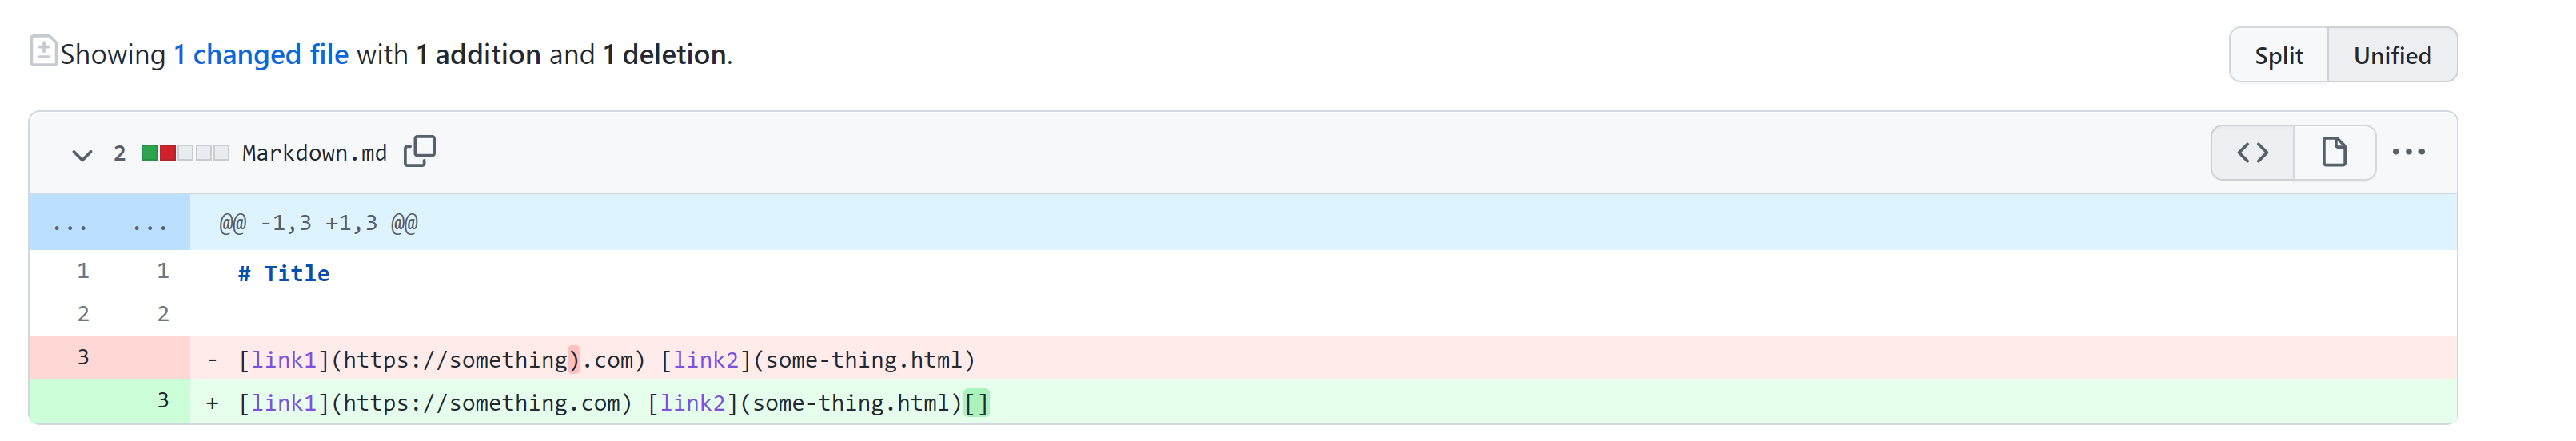 Showing 1 changed file with 1 addition and 1 deletion.
Split Unified
2 Markdown.md
... ... @@ -1,3 +1,3 @@
1 1 # Title
2 2
3 - [link1](https://something).com) [link2](some-thing.html)
3 + [link1](https://something.com) [link2](some-thing.html)[]